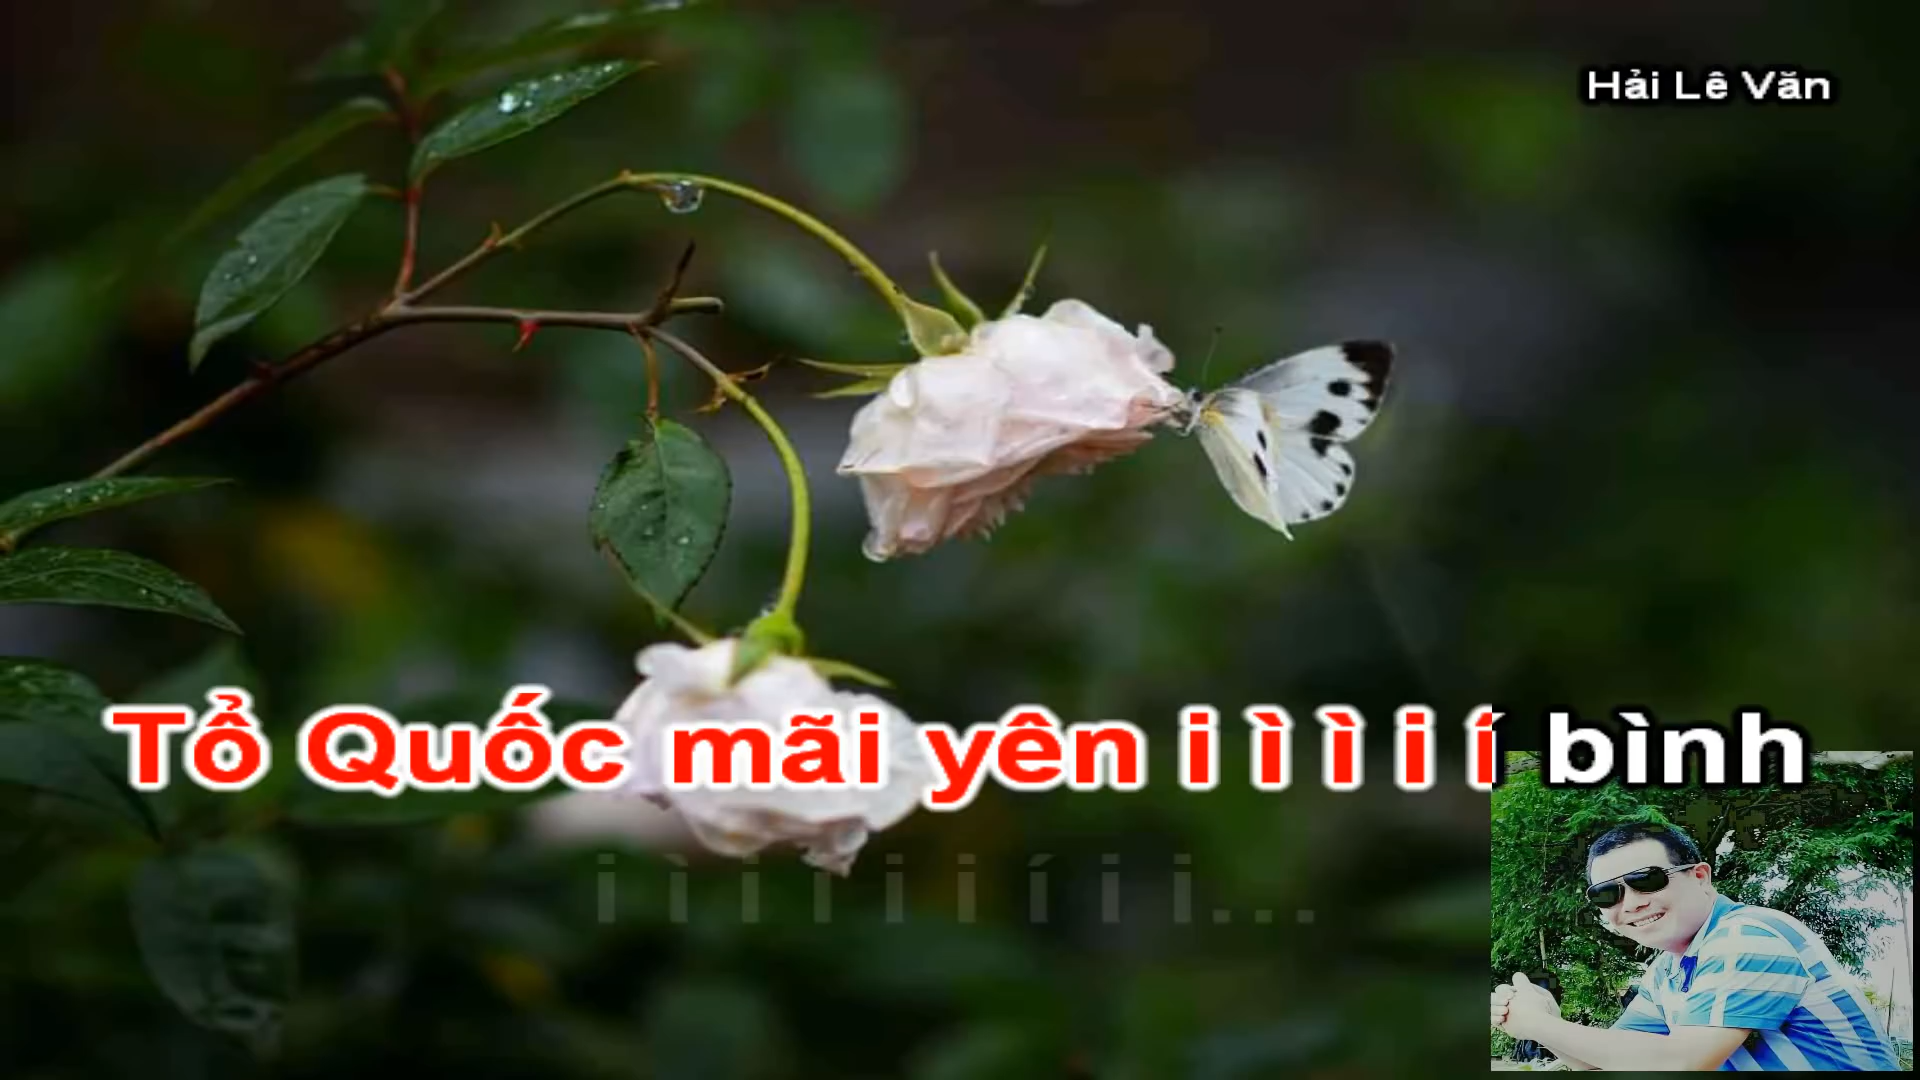 Hải Lê Văn
Tổ Quốc mãi yên i ì ì i í bình
i ì i ì i i í i i...